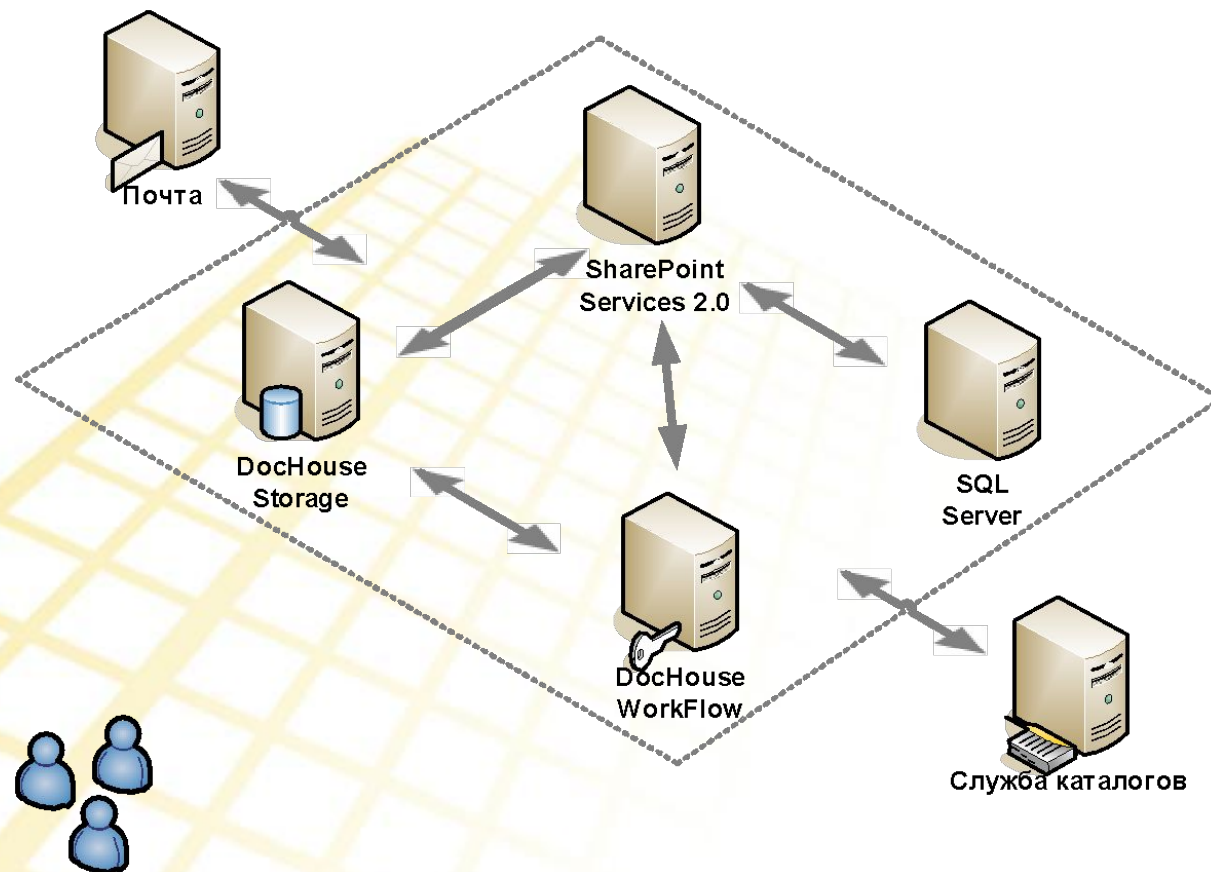 Почта
SharePoint
Services 2.0
DocHouse
Storage
SQL
Server
DocHouse
WorkFlow
Служба каталогов